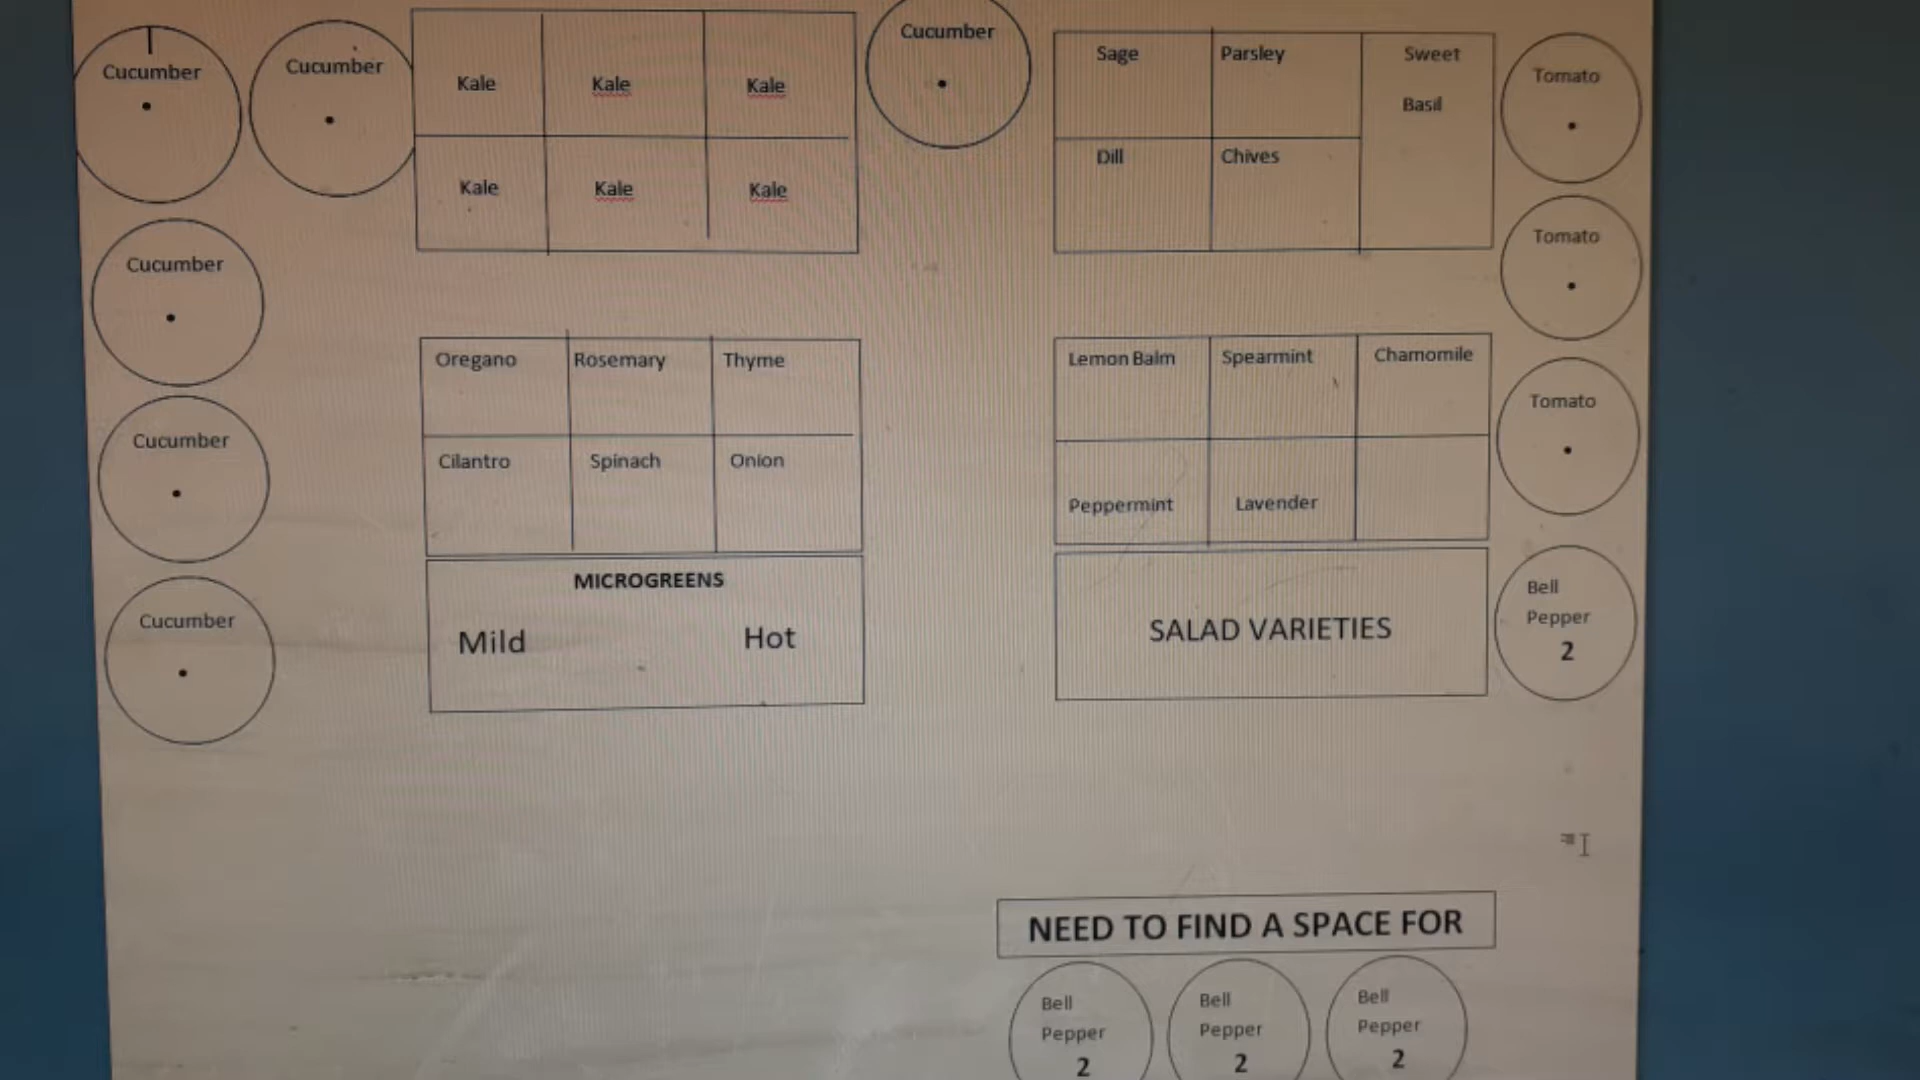 Cucumber
Cucumber
Kale Kale Kale
Kale Kale Kale
Cucumber
Sage Parsley Sweet
Basil
Dill Chives
Tomato
Tomato
Tomato
Cucumber
Cucumber
Cucumber
Oregano Rosemary Thyme
Cilantro Spinach Onion
MICROGREENS
Mild Hot
Lemon Balm Spearmint Chamomile
Peppermint Lavender
SALAD VARIETIES
Bell
Pepper
2
NEED TO FIND A SPACE FOR
Bell
Pepper
2
Bell
Pepper
2
Bell
Pepper
2